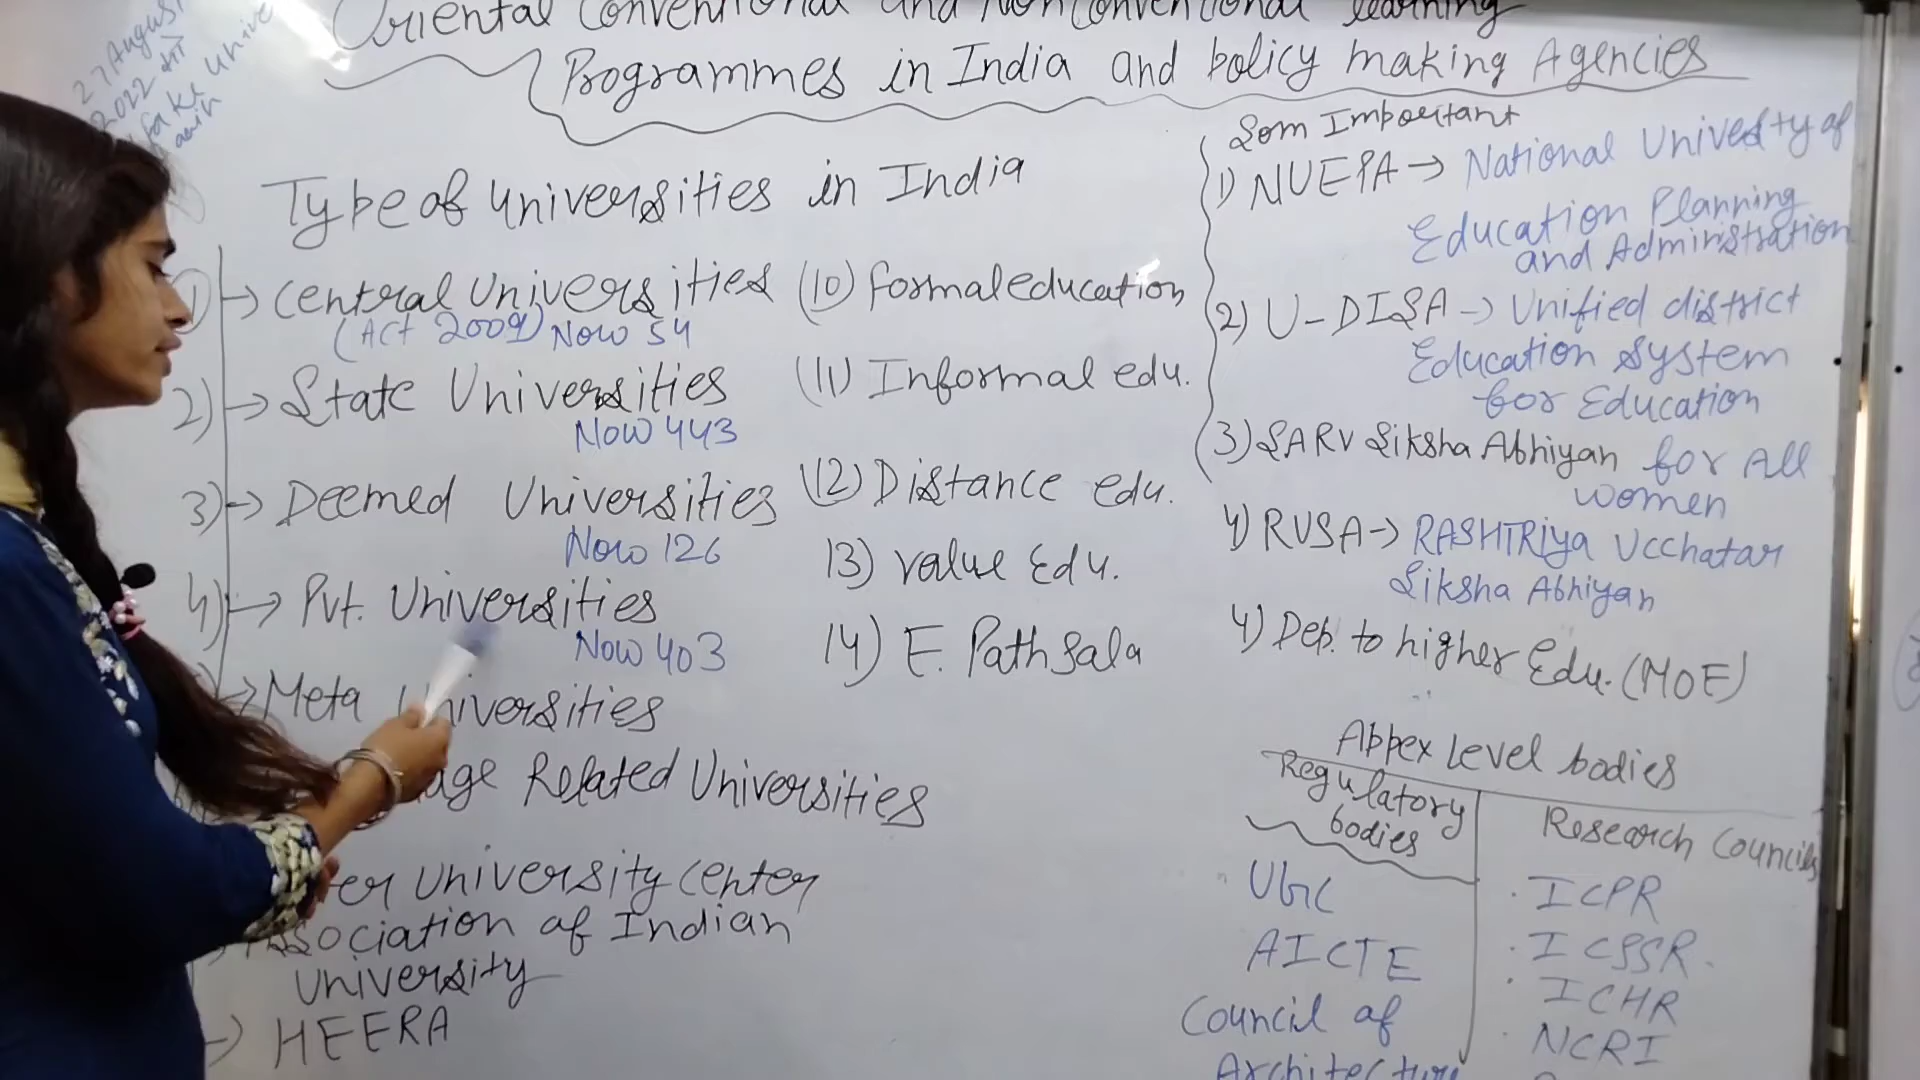 Oriental Conventional and Nonconventional learning
Programmes in India and policy making Agencies
27 August
2022
fake
Type of Universities in India
1) → Central Universities
(Act 2009) Now 54
2) → State Universities
Now 443
3) → Deemed Universities
Now 126
4) → Pvt. Universities
Now 403
→ Meta Universities
Related Universities
University Center
Association of Indian
University
→ HEERA
(10) Formal education
(11) Informal edu.
(12) Distance edu.
13) Value Edu.
14) E. Pathsala
Som Important
1) NUEPA → National University of
Education Planning
and Administration
2) U-DISA → Unified district
Education System
for Education
3) SARV Siksha Abhiyan for All
women
4) RUSA → RASHTRiya Ucchatar
Siksha Abhiyan
4) Dep. to higher Edu. (MOE)
Appex Level bodies
Regulatory
bodies
UGC
AICTE
Council of
Architecture
Research Councils
· ICPR
· ICSSR.
· ICHR
· NCRI